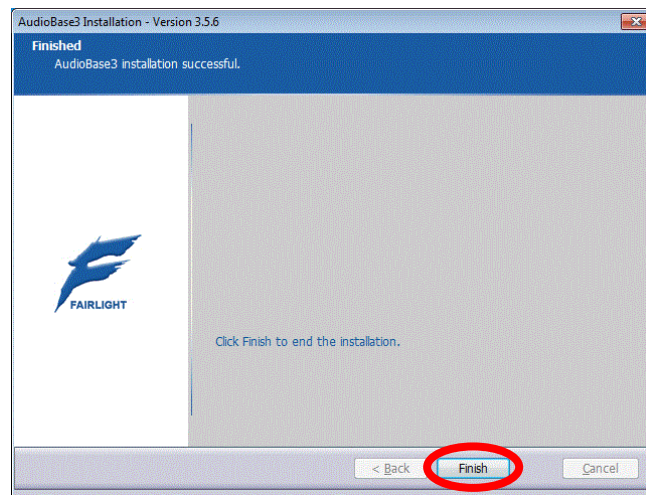 AudioBase3 Installation - Version 3.5.6
Finished
AudioBase3 installation successful.
FAIRLIGHT
Click Finish to end the installation.
< Back Finish Cancel